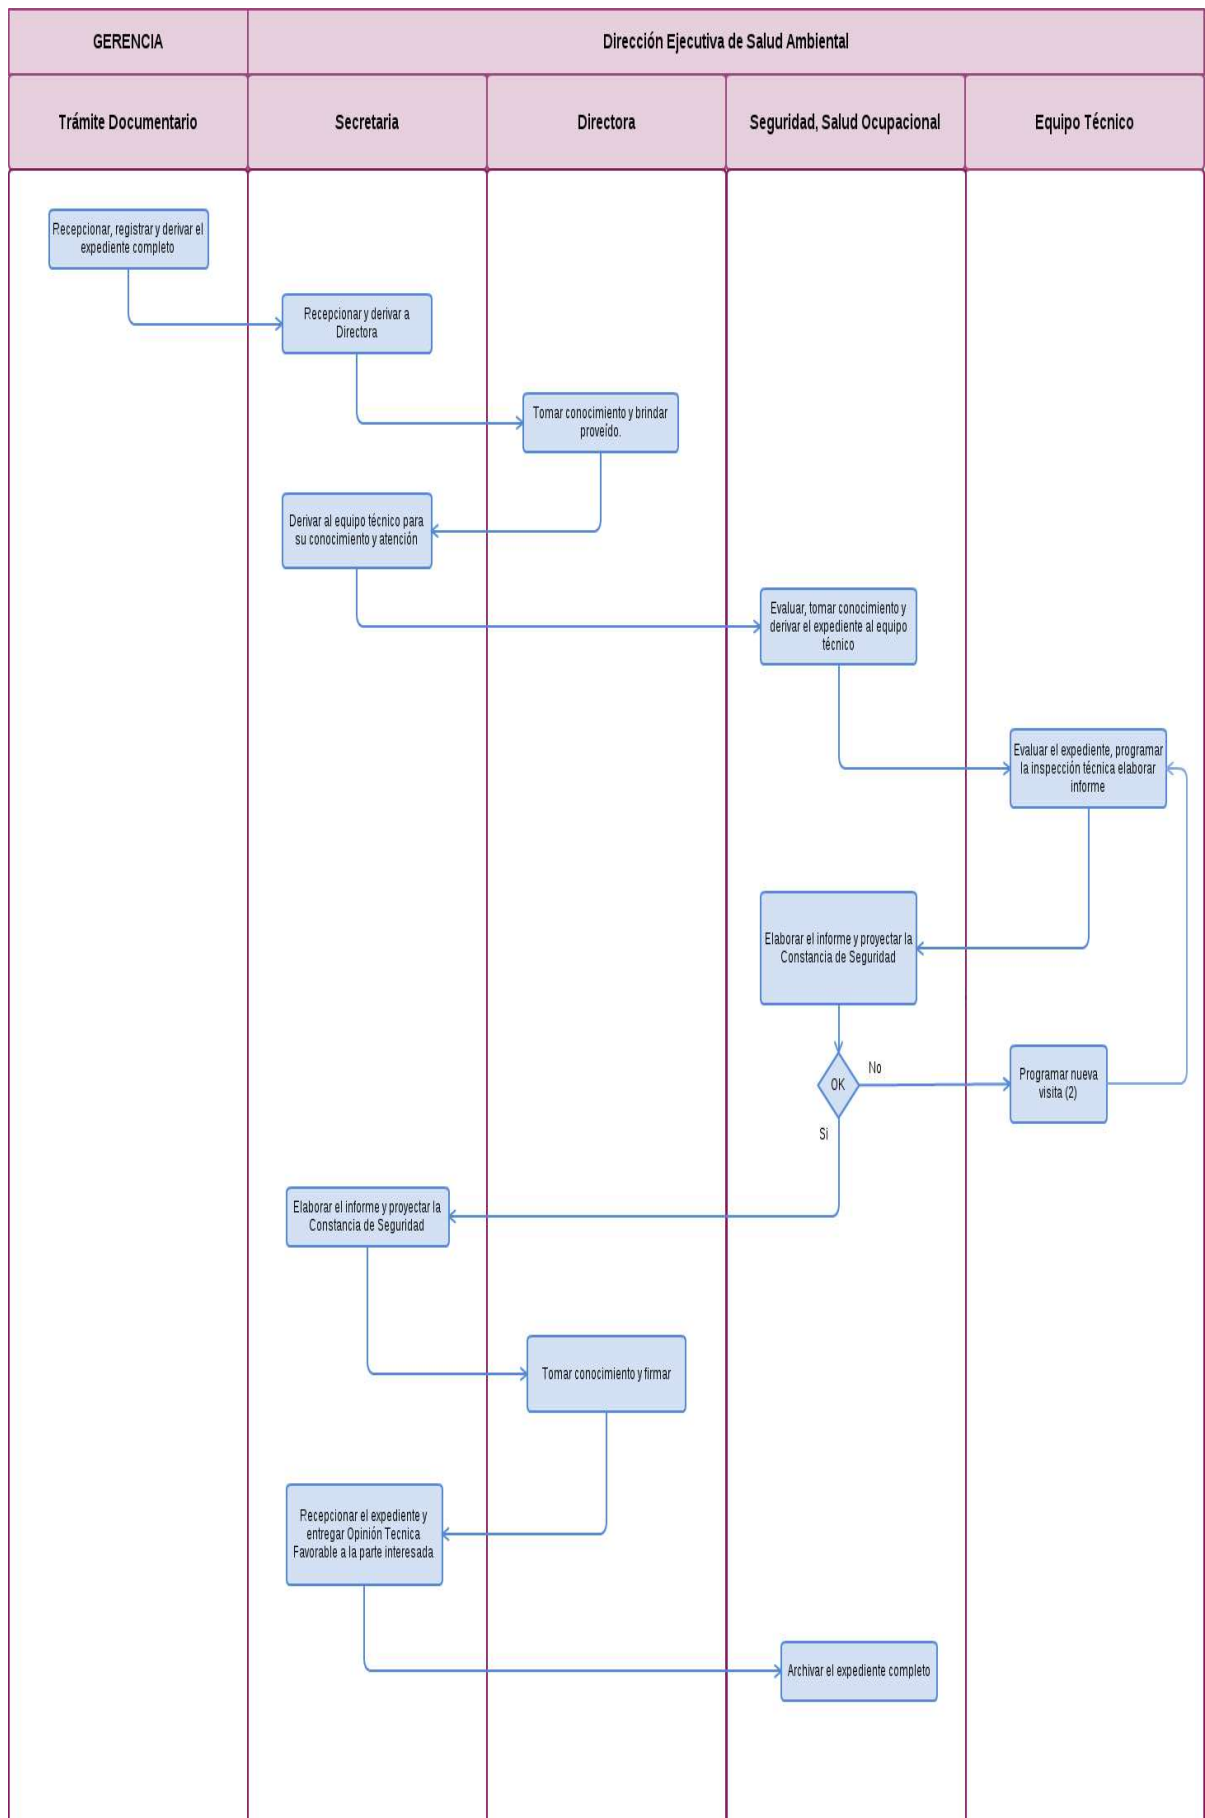 GERENCIA
Dirección Ejecutiva de Salud Ambiental
Trámite Documentario
Secretaria
Directora
Seguridad, Salud Ocupacional
Equipo Técnico
Recepcionar, registrar y derivar el
expediente completo
Recepcionar y derivar a
Directora
Tomar conocimiento y brindar
proveído.
Derivar al equipo técnico para
su conocimiento y atención
Evaluar, tomar conocimiento y
derivar el expediente al equipo
técnico
Evaluar el expediente, programar
la inspección técnica elaborar
informe
Elaborar el informe y proyectar la
Constancia de Seguridad
OK
No
Programar nueva
visita (2)
Si
Elaborar el informe y proyectar la
Constancia de Seguridad
Tomar conocimiento y firmar
Recepcionar el expediente y
entregar Opinión Tecnica
Favorable a la parte interesada
Archivar el expediente completo